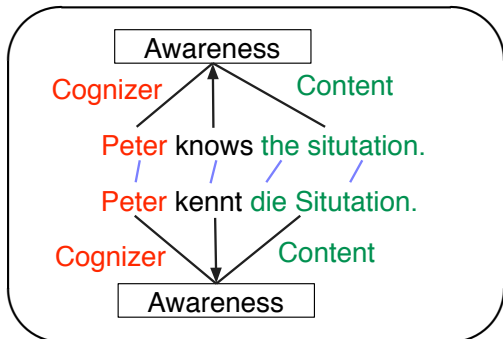 Awareness
Cognizer Content
Peter knows the situtation.
Peter kennt die Situtation.
Cognizer Content
Awareness